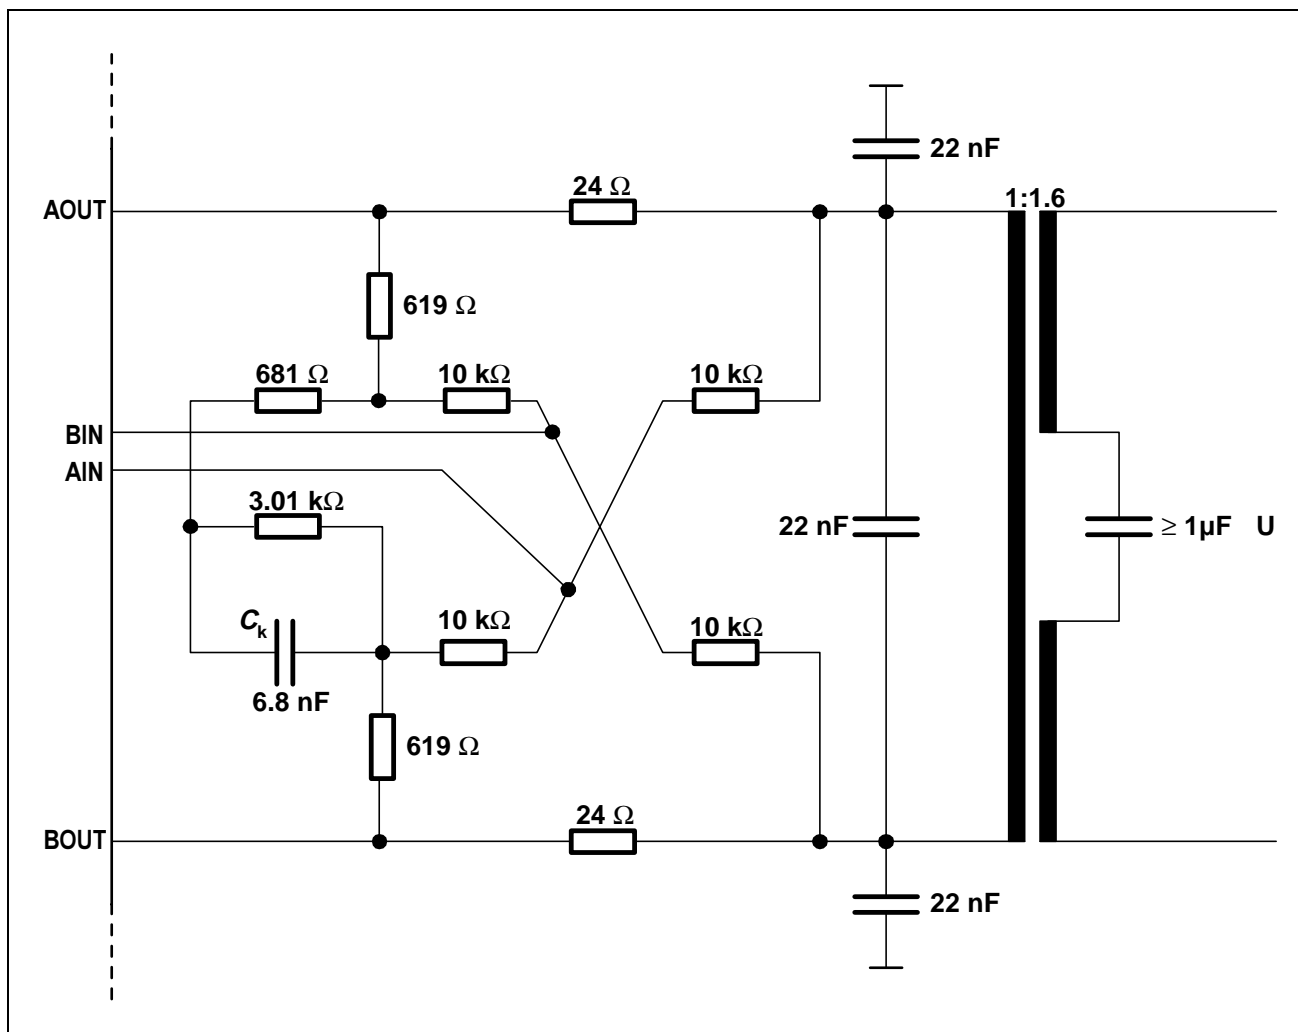 22 nF
24 Ω
1:1.6
AOUT
619 Ω
681 Ω
10 kΩ
10 kΩ
BIN
AIN
3.01 kΩ
22 nF
≥ 1µF U
Ck
10 kΩ
10 kΩ
6.8 nF
619 Ω
24 Ω
BOUT
22 nF